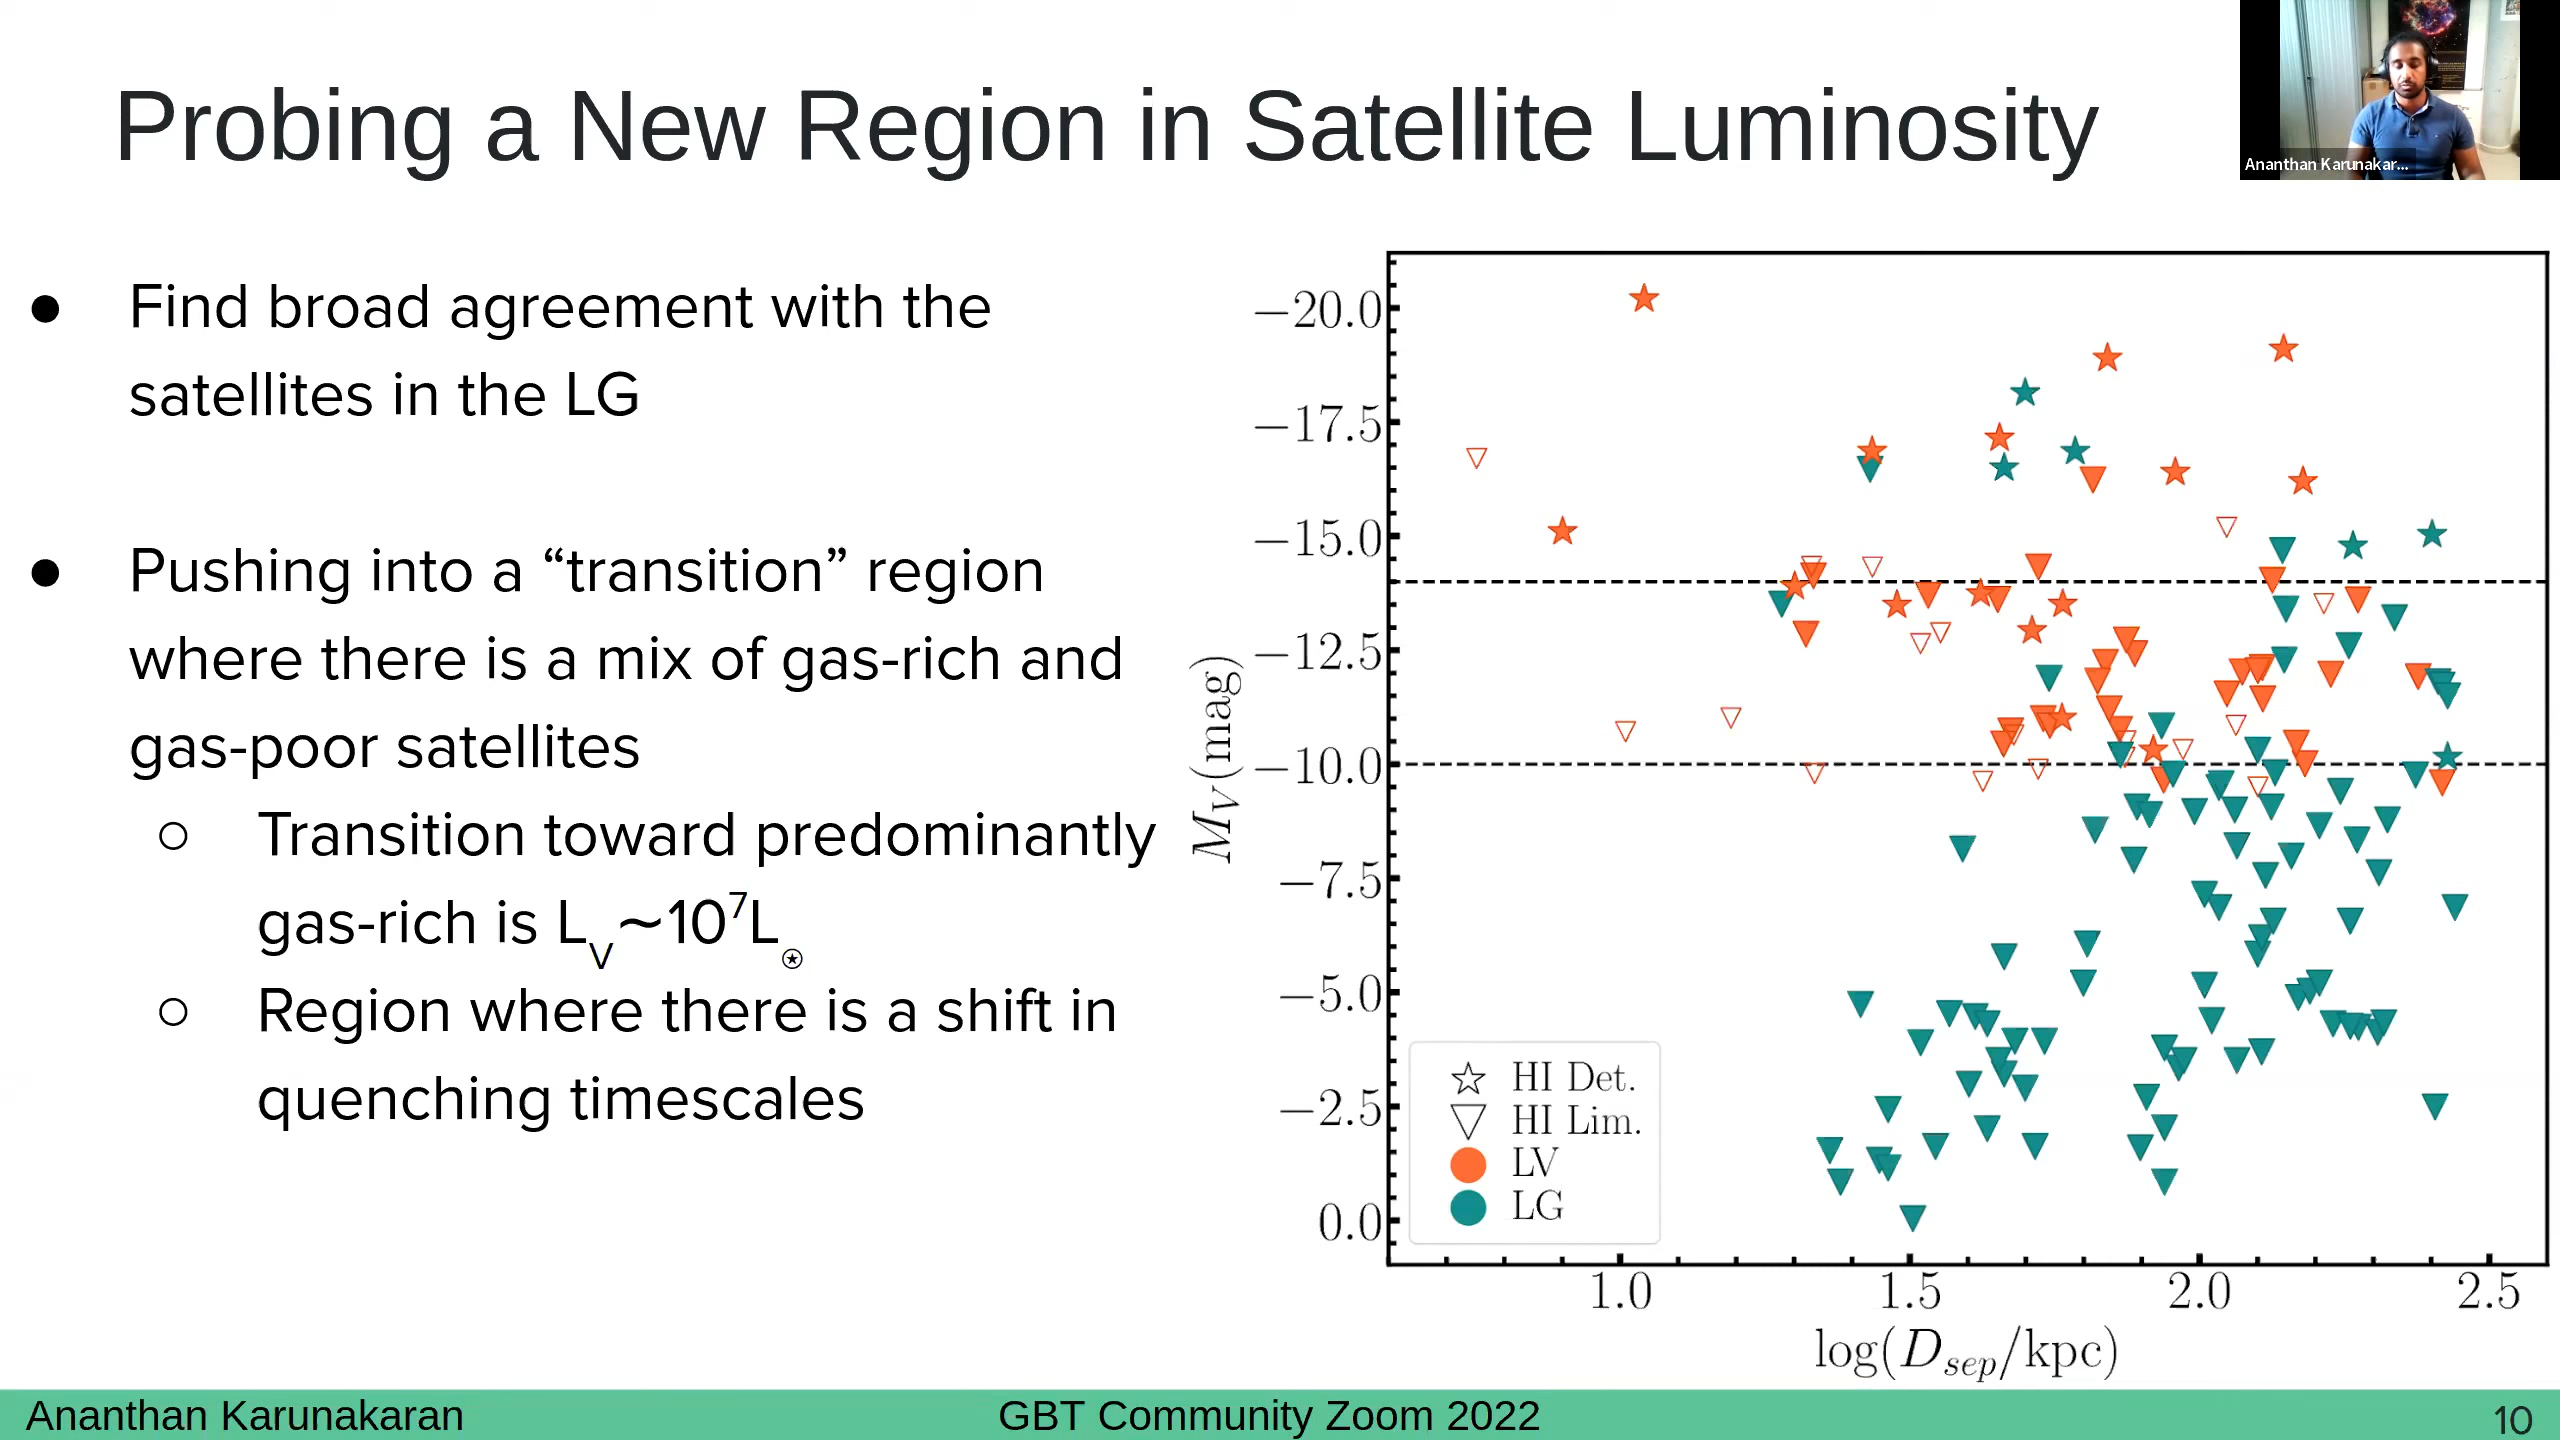 Probing a New Region in Satellite Luminosity
Ananthan Karunakar...
● Find broad agreement with the
satellites in the LG
● Pushing into a “transition” region
where there is a mix of gas-rich and
gas-poor satellites
○ Transition toward predominantly
gas-rich is L_V~10^7L_⍟
○ Region where there is a shift in
quenching timescales
M_V (mag)
−20.0
−17.5
−15.0
−12.5
−10.0
−7.5
−5.0
−2.5
0.0
HI Det.
HI Lim.
LV
LG
1.0 1.5 2.0 2.5
log(D_sep/kpc)
Ananthan Karunakaran GBT Community Zoom 2022 10